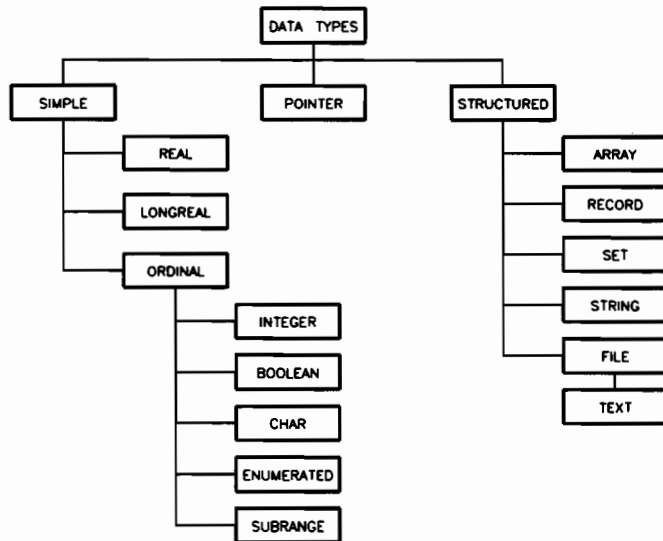 DATA TYPES
SIMPLE
POINTER
STRUCTURED
REAL
LONGREAL
ORDINAL
INTEGER
BOOLEAN
CHAR
ENUMERATED
SUBRANGE
ARRAY
RECORD
SET
STRING
FILE
TEXT